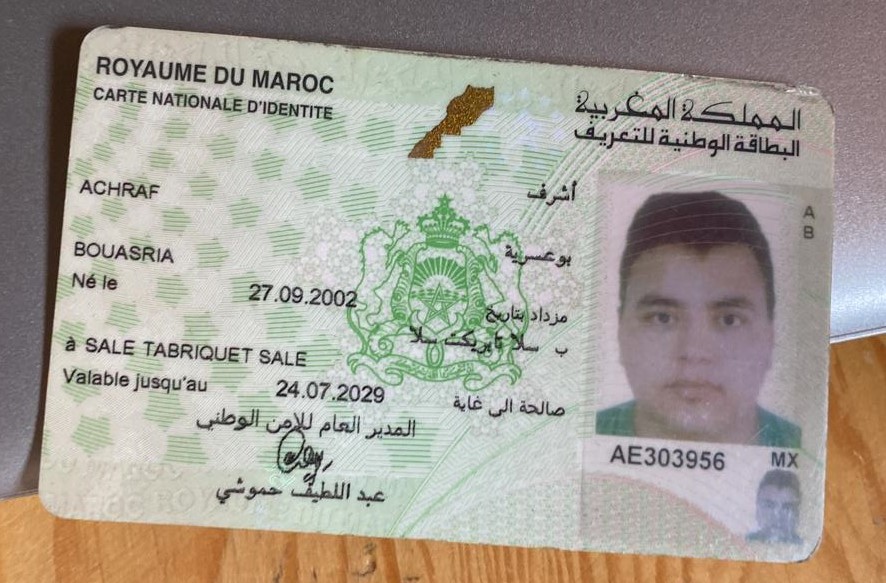 ROYAUME DU MAROC
المملكة المغربية
CARTE NATIONALE D'IDENTITE
البطاقة الوطنية للتعريف
ACHRAF
أشرف
BOUASRIA
بوعسرية
Né le 27.09.2002 مزداد بتاريخ
à SALE TABRIQUET SALE
ب سلا تابريكت سلا
Valable jusqu'au 24.07.2029 صالحة الى غاية
المدير العام للأمن الوطني
عبد اللطيف حموشي
A
B
AE303956 MX